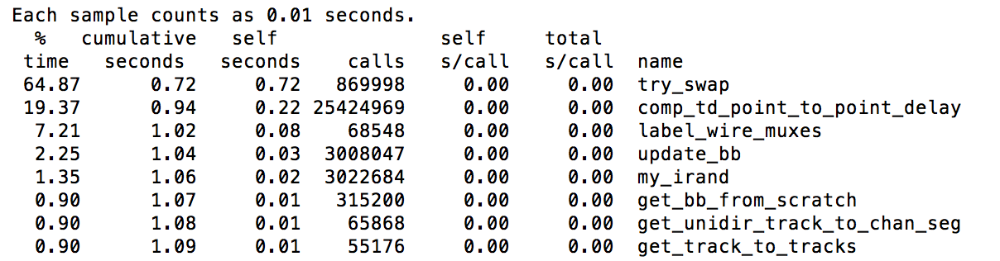 Each sample counts as 0.01 seconds.
  %   cumulative   self              self     total
 time   seconds   seconds    calls   s/call   s/call  name
 64.87      0.72     0.72   869998     0.00     0.00  try_swap
 19.37      0.94     0.22 25424969     0.00     0.00  comp_td_point_to_point_delay
  7.21      1.02     0.08    68548     0.00     0.00  label_wire_muxes
  2.25      1.04     0.03  3008047     0.00     0.00  update_bb
  1.35      1.06     0.02  3022684     0.00     0.00  my_irand
  0.90      1.07     0.01   315200     0.00     0.00  get_bb_from_scratch
  0.90      1.08     0.01    65868     0.00     0.00  get_unidir_track_to_chan_seg
  0.90      1.09     0.01    55176     0.00     0.00  get_track_to_tracks